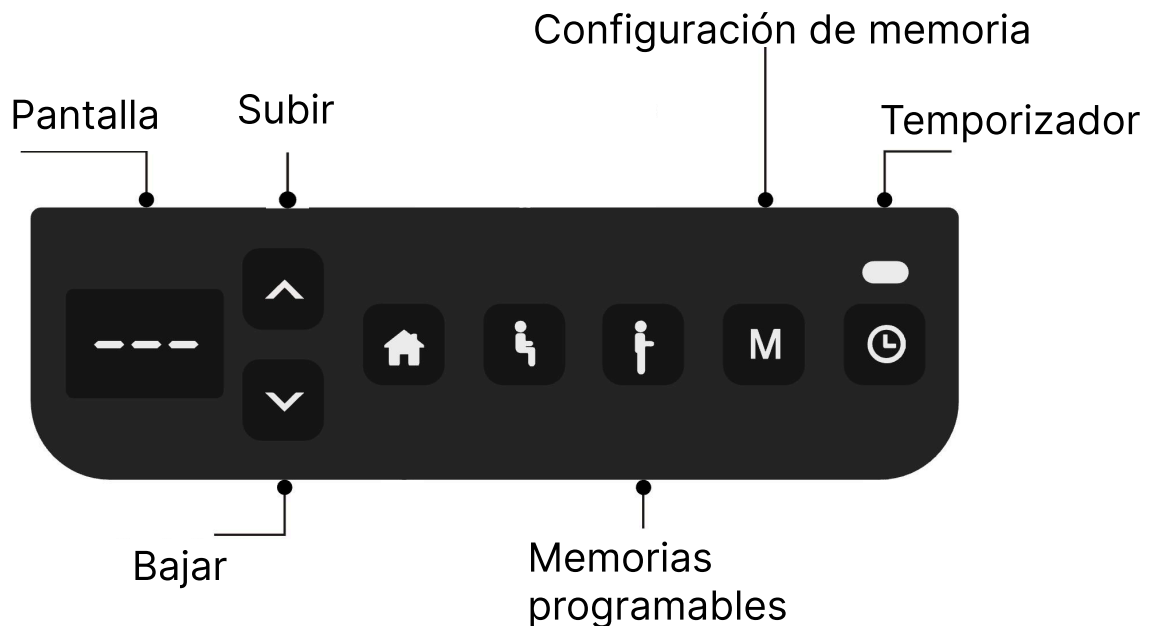 Configuración de memoria
Pantalla
Subir
Temporizador
---
M
Bajar
Memorias
programables